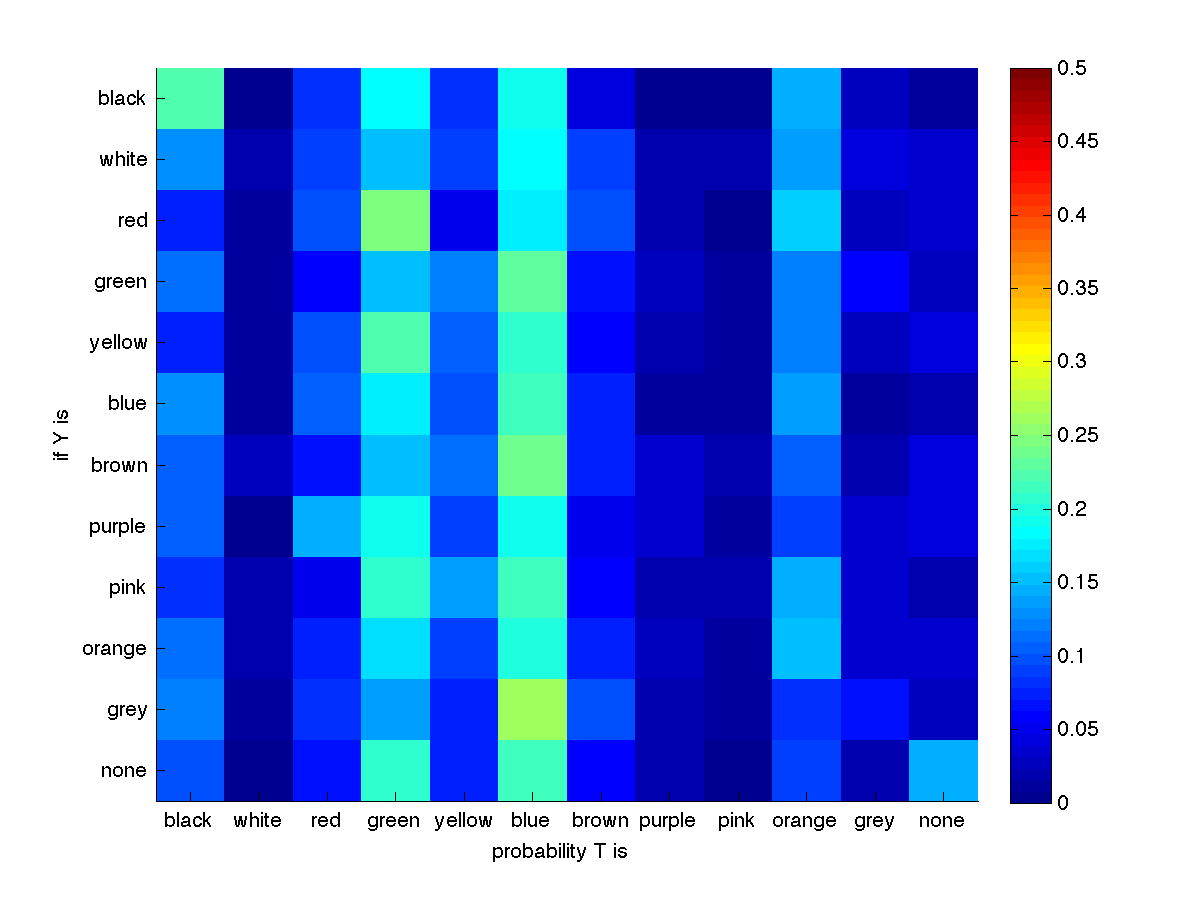 black
white
red
green
yellow
blue
brown
purple
pink
orange
grey
none
if Y is
black white red green yellow blue brown purple pink orange grey none
probability T is
0.5
0.45
0.4
0.35
0.3
0.25
0.2
0.15
0.1
0.05
0